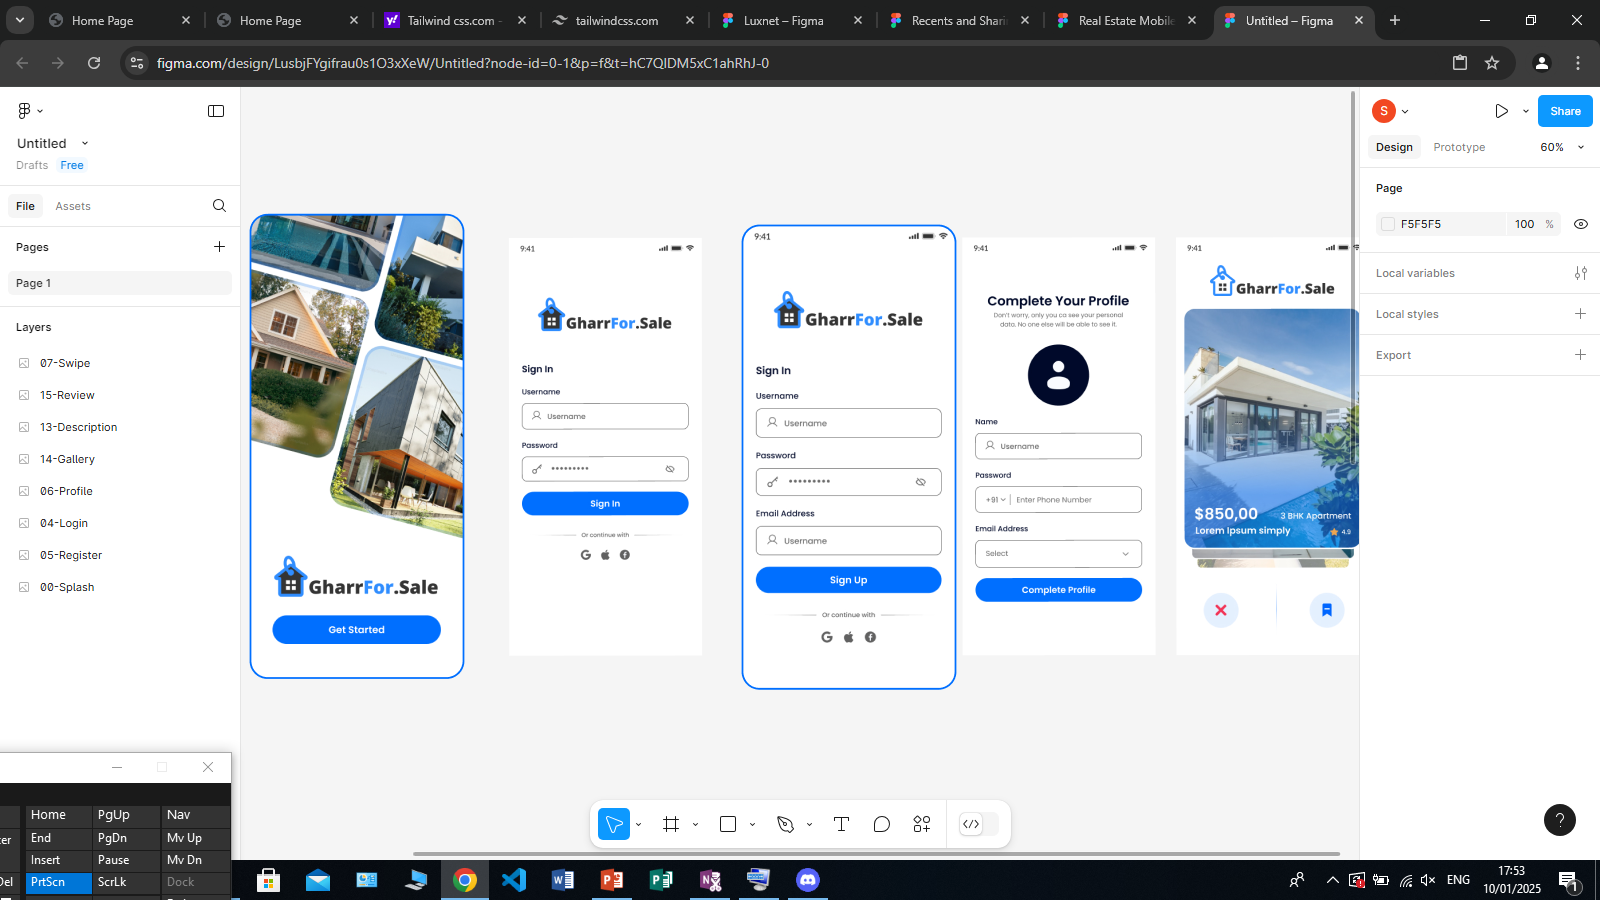 Home Page
Home Page
Tailwind css.com -
tailwindcss.com
Luxnet – Figma
Recents and Shari
Real Estate Mobile
Untitled – Figma
figma.com/design/LusbjFYgifrau0s1O3xXeW/Untitled?node-id=0-1&p=f&t=hC7QIDM5xC1ahRhJ-0
Untitled
Drafts
Free
File
Assets
Pages
Page 1
Layers
07-Swipe
15-Review
13-Description
14-Gallery
06-Profile
04-Login
05-Register
00-Splash
GharrFor.Sale
Get Started
9:41
GharrFor.Sale
Sign In
Username
Username
Password
Sign In
Or continue with
9:41
GharrFor.Sale
Sign In
Username
Username
Password
Email Address
Username
Sign Up
Or continue with
9:41
Complete Your Profile
Don't worry, only you ca see your personal
data. No one else will be able to see it.
Name
Username
Password
+91
Enter Phone Number
Email Address
Select
Complete Profile
9:41
GharrFor.Sale
$850,00
3 BHK Apartment
Lorem Ipsum simply
4.9
S
Share
Design
Prototype
60%
Page
F5F5F5
100
%
Local variables
Local styles
Export
?
Home
PgUp
Nav
End
PgDn
Mv Up
Insert
Pause
Mv Dn
PrtScn
ScrLk
Dock
ENG
17:53
10/01/2025
1